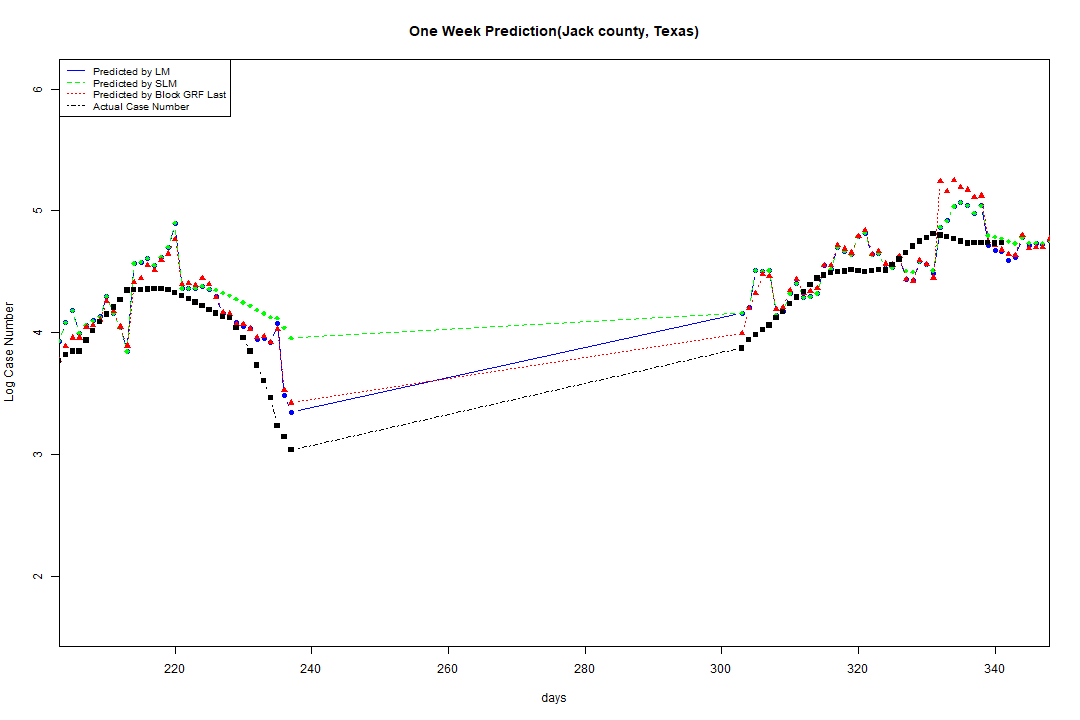 One Week Prediction(Jack county, Texas)
Predicted by LM
Predicted by SLM
Predicted by Block GRF Last
Actual Case Number
6
5
4
3
2
Log Case Number
220 240 260 280 300 320 340
days